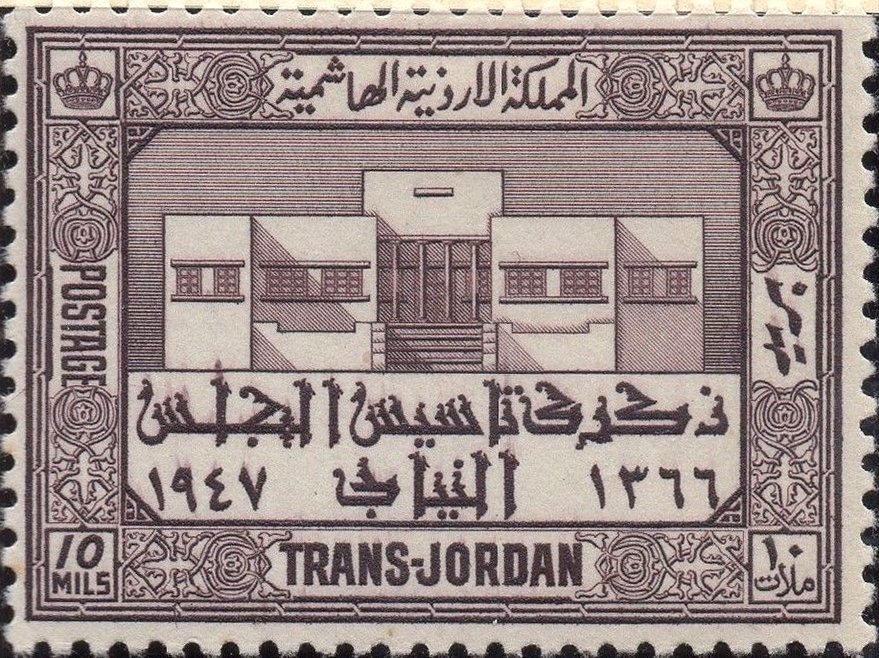 المملكة الاردنية الهاشمية
POSTAGE
بريد
ذكرى تاسيس المجلس
١٣٦٦ النيابي ١٩٤٧
10 MILS
TRANS-JORDAN
١٠ ملات